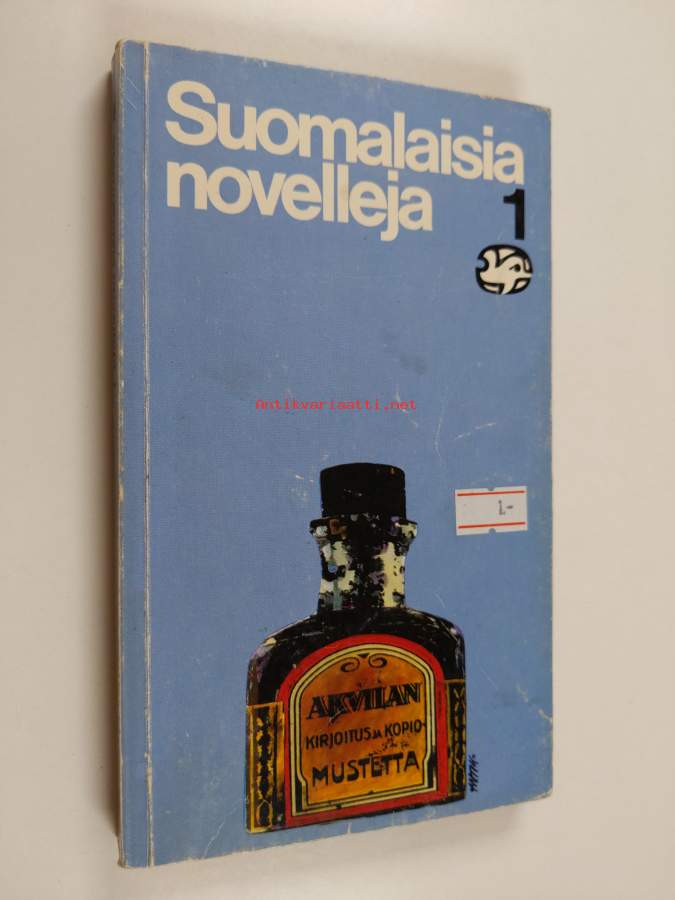 Suomalaisia
novelleja
1
Antikvariaatti.net
1.-
AKVILAN
KIRJOITUS JA KOPIO-
MUSTETTA